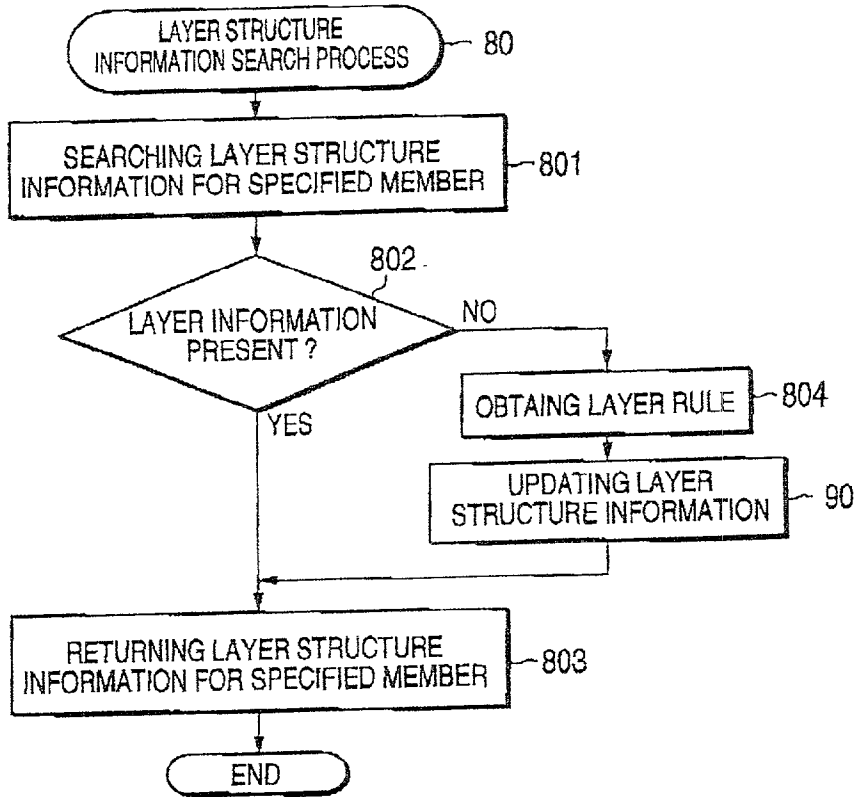 LAYER STRUCTURE
INFORMATION SEARCH PROCESS
80
SEARCHING LAYER STRUCTURE
INFORMATION FOR SPECIFIED MEMBER
801
802
LAYER INFORMATION
PRESENT ?
NO
YES
OBTAING LAYER RULE
804
UPDATING LAYER
STRUCTURE INFORMATION
90
RETURNING LAYER STRUCTURE
INFORMATION FOR SPECIFIED MEMBER
803
END